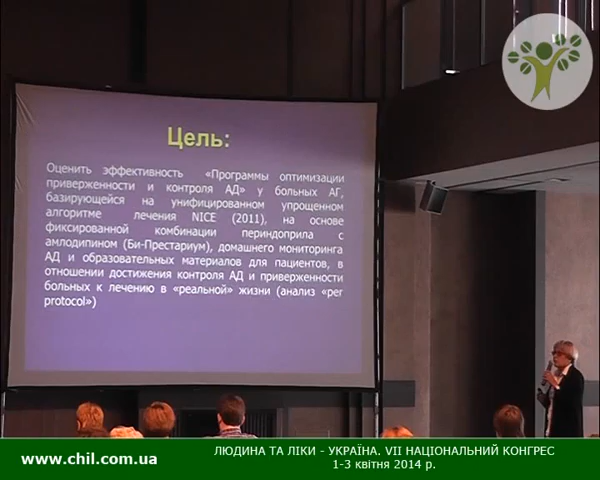 Цель:
Оценить эффективность «Программы оптимизации
приверженности и контроля АД» у больных АГ,
базирующейся на унифицированном упрощенном
алгоритме лечения NICE (2011), на основе
фиксированной комбинации периндоприла с
амлодипином (Би-Престариум), домашнего мониторинга
АД и образовательных материалов для пациентов, в
отношении достижения контроля АД и приверженности
больных к лечению в «реальной» жизни (анализ «per
protocol»)
www.chil.com.ua
ЛЮДИНА ТА ЛІКИ - УКРАЇНА. VII НАЦІОНАЛЬНИЙ КОНГРЕС
1-3 квітня 2014 р.